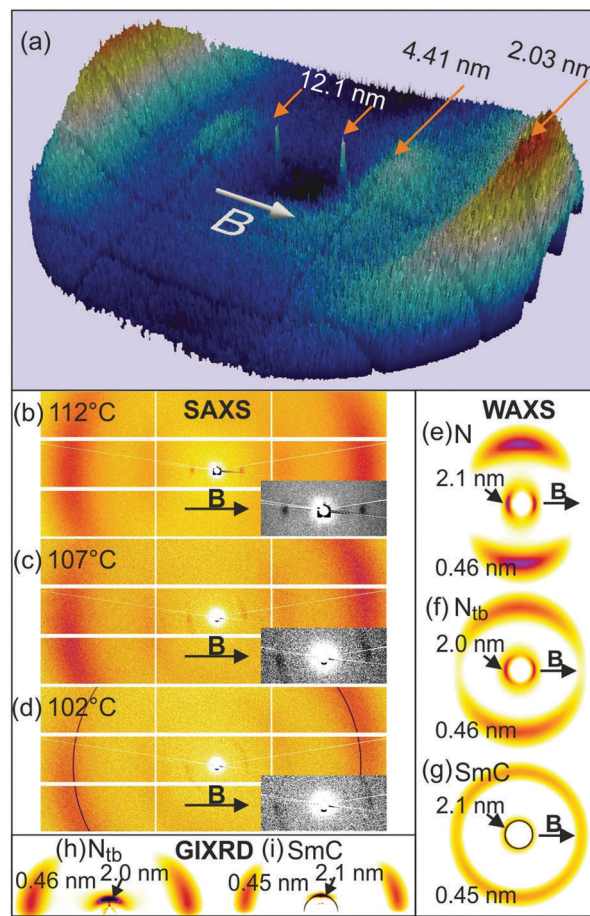 (a)
12.1 nm
4.41 nm
2.03 nm
B
(b) 112°C SAXS
B
(c) 107°C
B
(d) 102°C
B
WAXS
(e) N
2.1 nm
B
0.46 nm
(f) Ntb
2.0 nm
B
0.46 nm
(g) SmC
2.1 nm
B
0.45 nm
(h) Ntb GIXRD (i) SmC
0.46 nm 2.0 nm 0.45 nm 2.1 nm